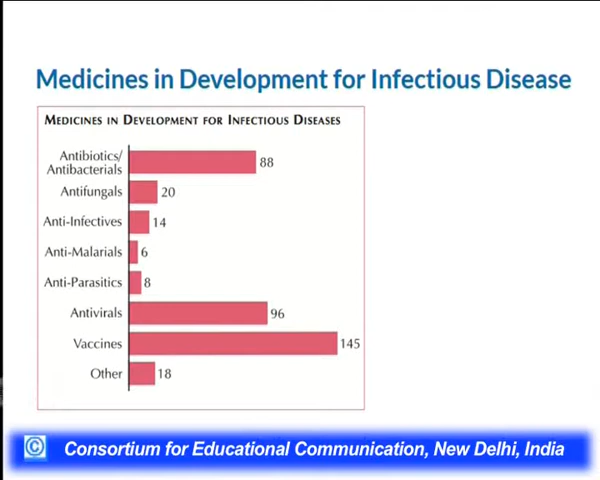 Medicines in Development for Infectious Disease
MEDICINES IN DEVELOPMENT FOR INFECTIOUS DISEASES
Antibiotics/
Antibacterials 88
Antifungals 20
Anti-Infectives 14
Anti-Malarials 6
Anti-Parasitics 8
Antivirals 96
Vaccines 145
Other 18
© Consortium for Educational Communication, New Delhi, India